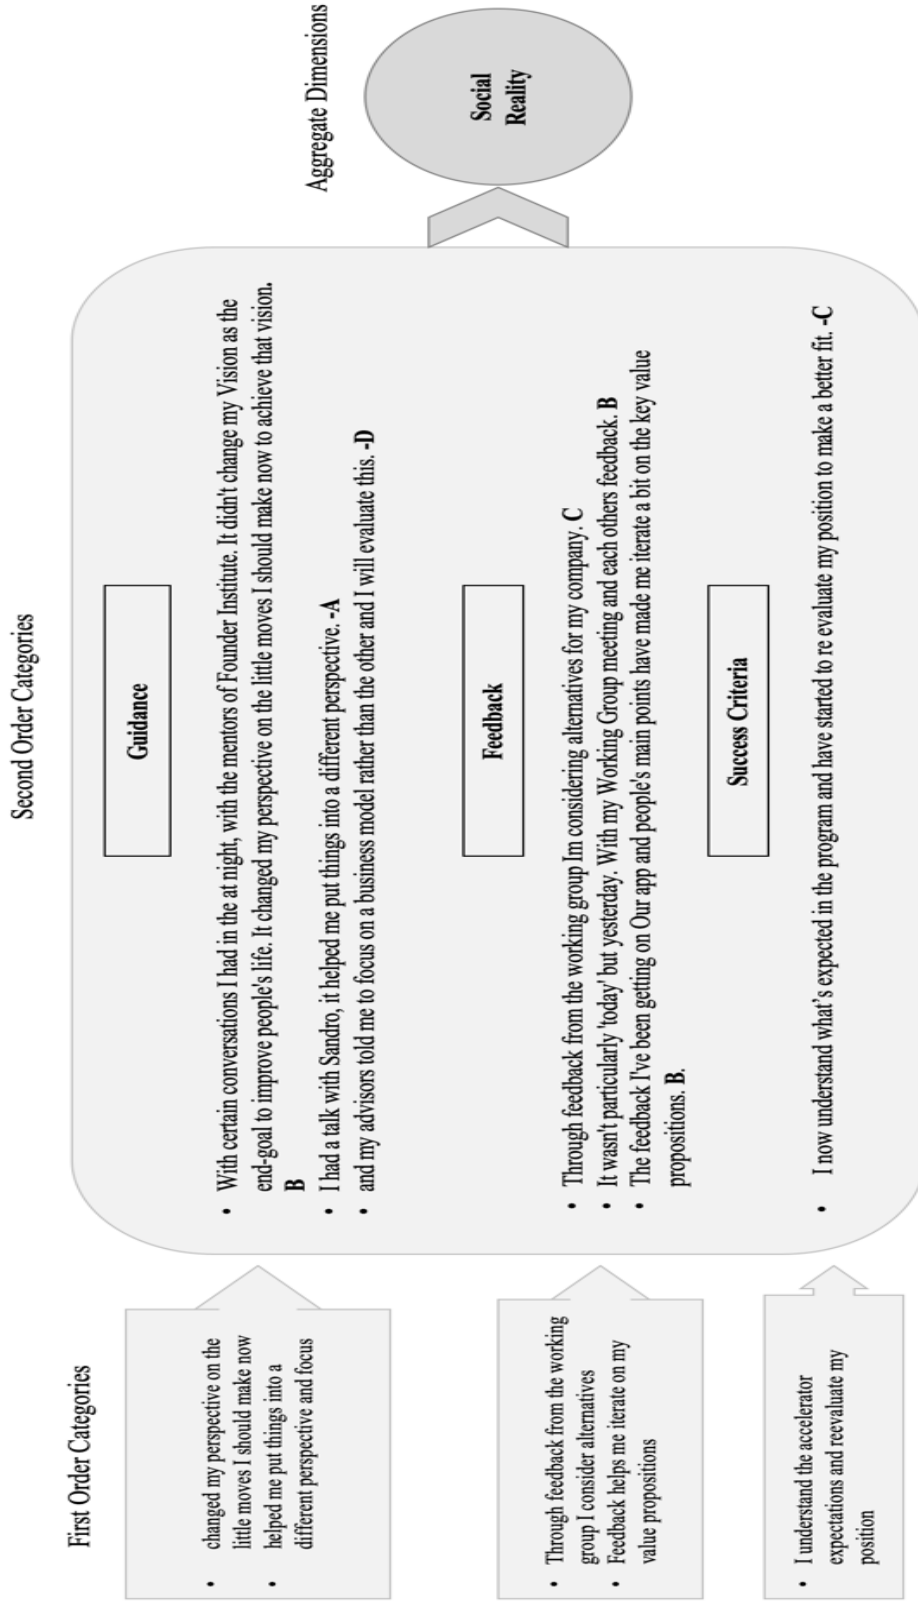 First Order Categories
Second Order Categories
Aggregate Dimensions
• changed my perspective on the
little moves I should make now
• helped me put things into a
different perspective and focus
Guidance
• With certain conversations I had in the at night, with the mentors of Founder Institute. It didn't change my Vision as the
end-goal to improve people's life. It changed my perspective on the little moves I should make now to achieve that vision.
B
• I had a talk with Sandro, it helped me put things into a different perspective. -A
• and my advisors told me to focus on a business model rather than the other and I will evaluate this. -D
• Through feedback from the working
group I consider alternatives
• Feedback helps me iterate on my
value propositions
Feedback
• Through feedback from the working group Im considering alternatives for my company. C
• It wasn't particularly 'today' but yesterday. With my Working Group meeting and each others feedback. B
• The feedback I've been getting on Our app and people's main points have made me iterate a bit on the key value
propositions. B.
• I understand the accelerator
expectations and reevaluate my
position
Success Criteria
• I now understand what's expected in the program and have started to re evaluate my position to make a better fit. -C
Social
Reality